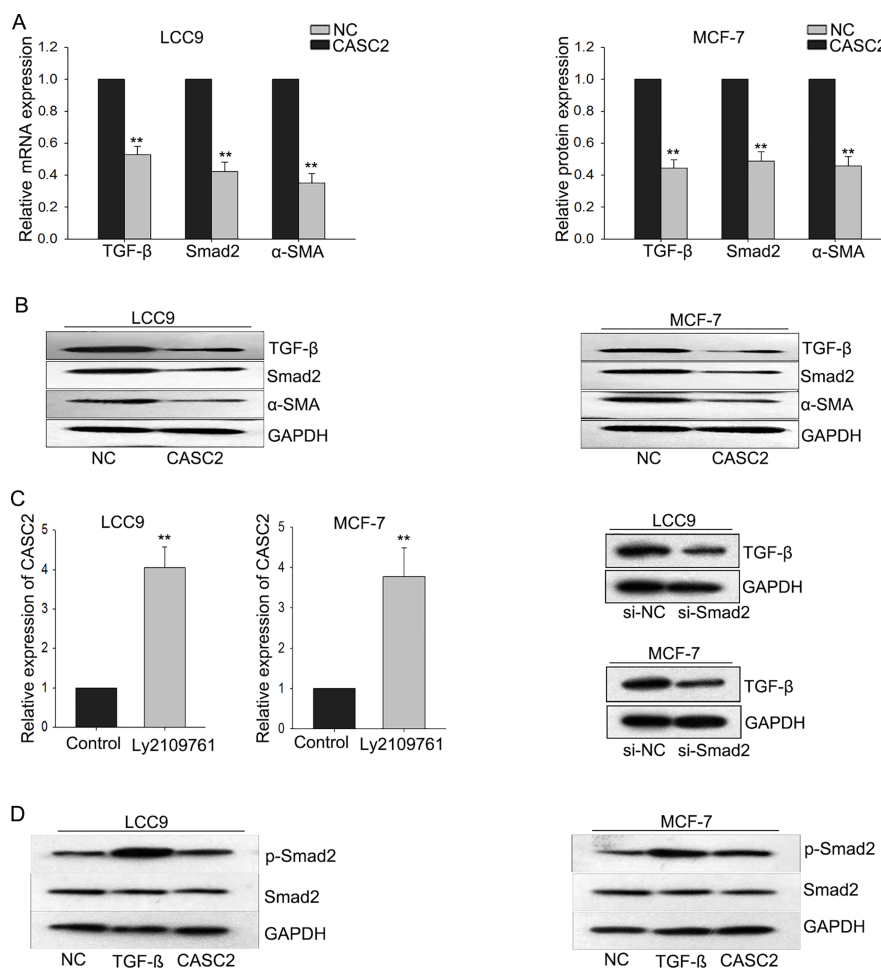 A
LCC9
NC
CASC2
Relative mRNA expression
1.2
1.0
0.8
0.6
0.4
0.2
0.0
**
**
**
TGF-β
Smad2
α-SMA
MCF-7
NC
CASC2
Relative protein expression
1.2
1.0
0.8
0.6
0.4
0.2
0.0
**
**
**
TGF-β
Smad2
α-SMA
B
LCC9
TGF-β
Smad2
α-SMA
GAPDH
NC CASC2
MCF-7
TGF-β
Smad2
α-SMA
GAPDH
NC CASC2
C
LCC9
Relative expression of CASC2
5
4
3
2
1
0
**
Control Ly2109761
MCF-7
Relative expression of CASC2
5
4
3
2
1
0
**
Control Ly2109761
LCC9
TGF-β
GAPDH
si-NC si-Smad2
MCF-7
TGF-β
GAPDH
si-NC si-Smad2
D
LCC9
p-Smad2
Smad2
GAPDH
NC TGF-ß CASC2
MCF-7
p-Smad2
Smad2
GAPDH
NC TGF-ß CASC2